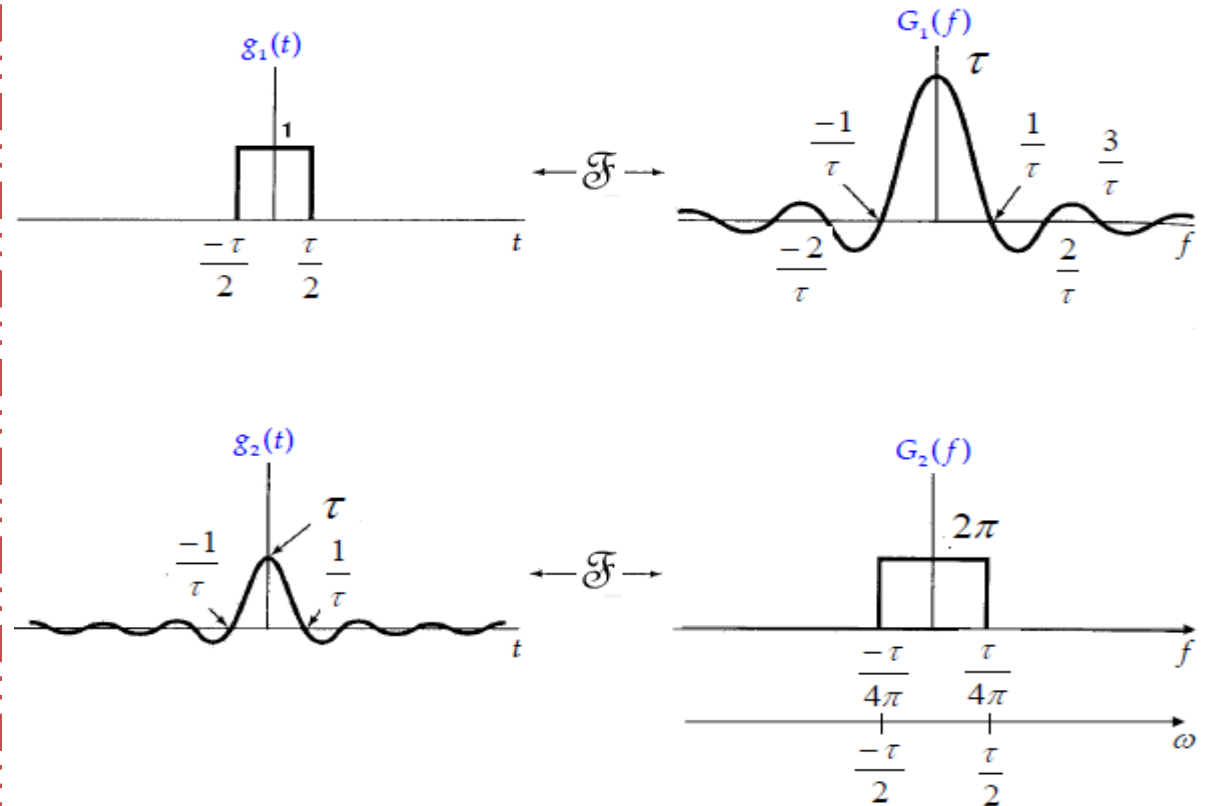 g₁(t)
1
-τ/2
τ/2
t
ℱ
G₁(f)
τ
-1/τ
1/τ
3/τ
-2/τ
2/τ
f
g₂(t)
τ
-1/τ
1/τ
t
ℱ
G₂(f)
2π
-τ/4π
τ/4π
f
-τ/2
τ/2
ω